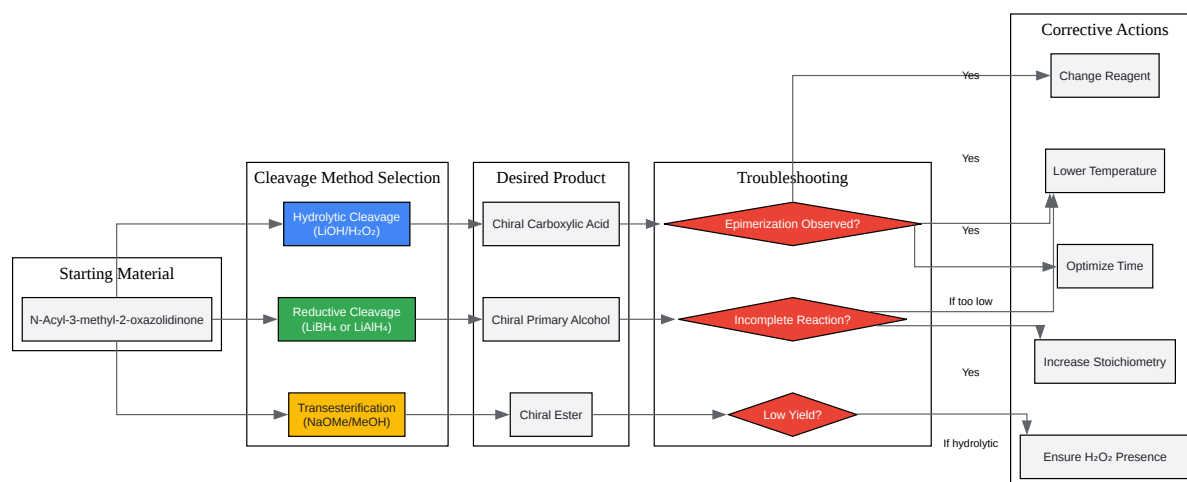 Starting Material
N-Acyl-3-methyl-2-oxazolidinone
Cleavage Method Selection
Hydrolytic Cleavage
(LiOH/H₂O₂)
Reductive Cleavage
(LiBH₄ or LiAlH₄)
Transesterification
(NaOMe/MeOH)
Desired Product
Chiral Carboxylic Acid
Chiral Primary Alcohol
Chiral Ester
Troubleshooting
Epimerization Observed?
Incomplete Reaction?
Low Yield?
Yes
Yes
Yes
If too low
Yes
If hydrolytic
Corrective Actions
Change Reagent
Lower Temperature
Optimize Time
Increase Stoichiometry
Ensure H₂O₂ Presence